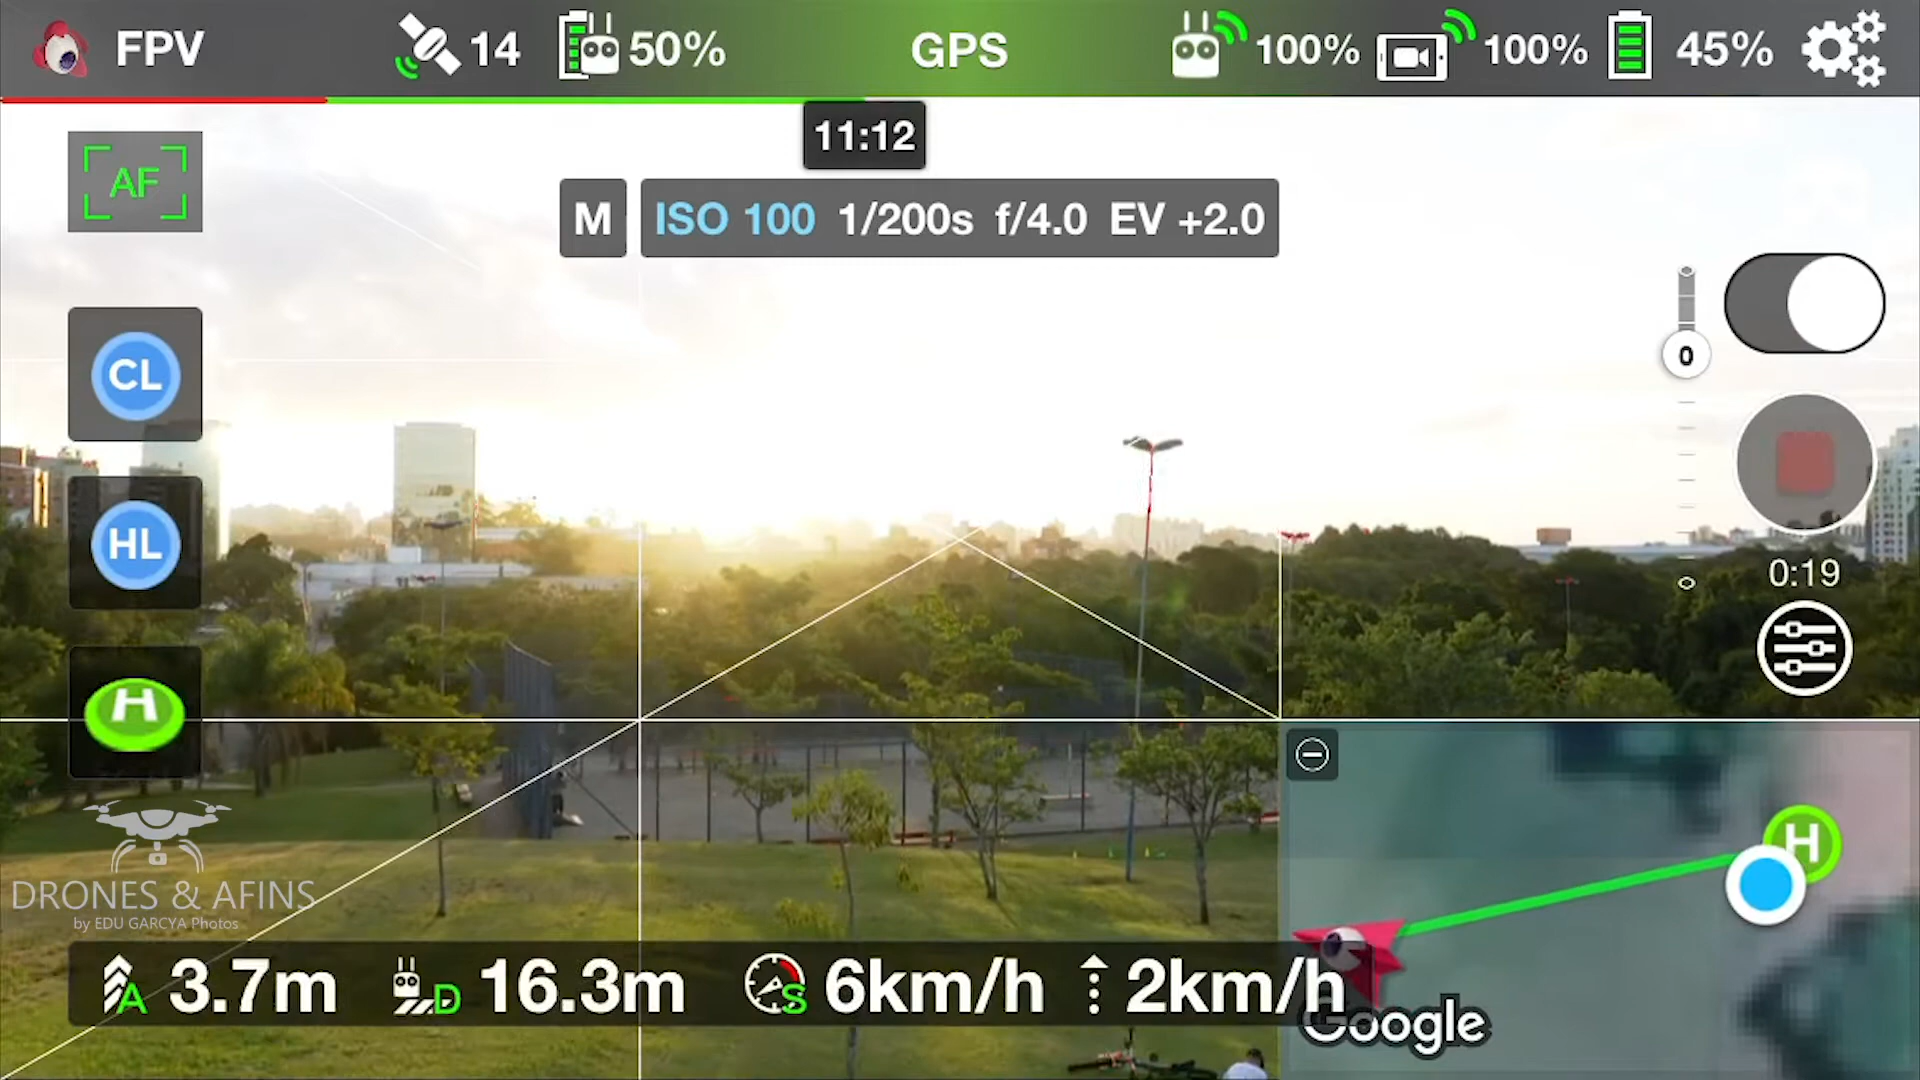 FPV 14 50% GPS 100% 100% 45%
11:12
AF
M ISO 100 1/200s f/4.0 EV +2.0
0
CL
HL
0:19
H
H
DRONES & AFINS
by EDU GARCYA Photos
A 3.7m D 16.3m S 6km/h 2km/h
Google